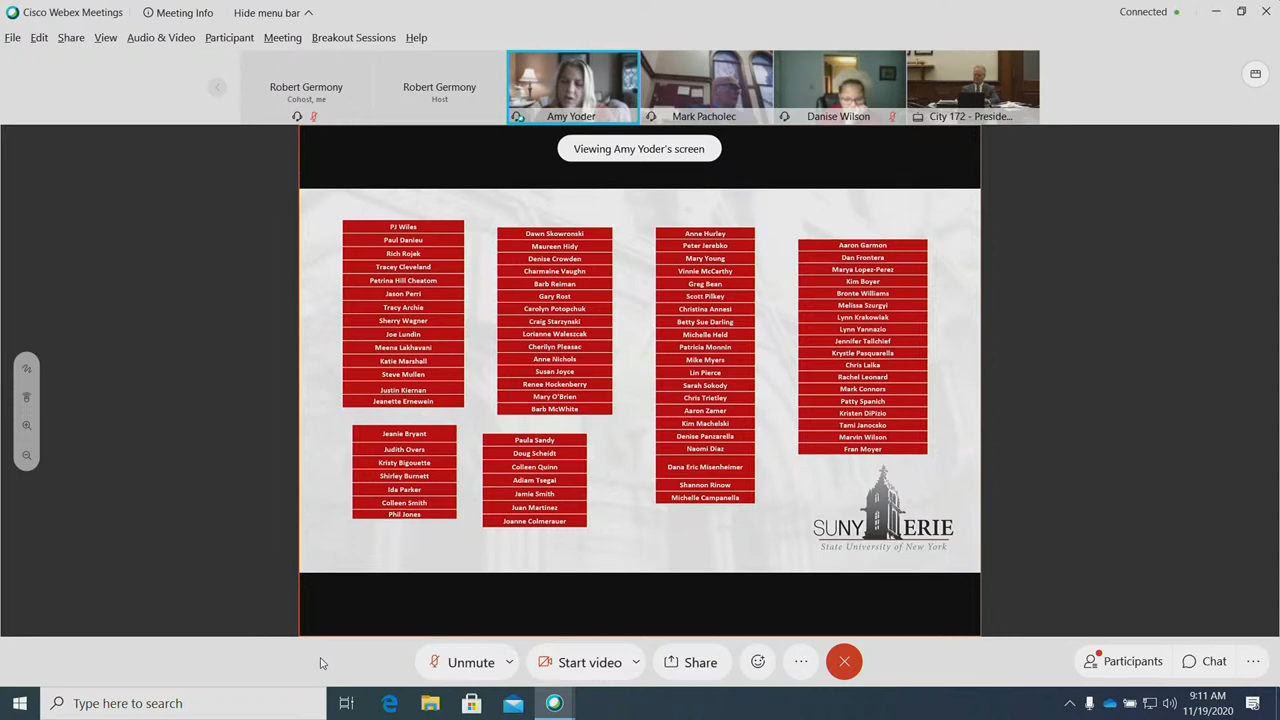 Cisco Webex Meetings
Meeting Info
Hide menu bar
Connected
File Edit Share View Audio & Video Participant Meeting Breakout Sessions Help
Robert Germony
Cohost, me
Robert Germony
Host
Amy Yoder
Mark Pacholec
Danise Wilson
City 172 - Preside...
Viewing Amy Yoder's screen
PJ Wiles
Paul Danieu
Rich Rojek
Tracey Cleveland
Petrina Hill Cheatom
Jason Perri
Tracy Archie
Sherry Wagner
Joe Lundin
Meena Lakhavani
Katie Marshall
Steve Mullen
Justin Kiernan
Jeanette Ernewein
Jeanie Bryant
Judith Overs
Kristy Bigouette
Shirley Burnett
Ida Parker
Colleen Smith
Phil Jones
Dawn Skowronski
Maureen Hidy
Denise Crowden
Charmaine Vaughn
Barb Reiman
Gary Rost
Carolyn Potopchuk
Craig Starzynski
Lorianne Waleszcak
Cherilyn Pleasac
Anne Nichols
Susan Joyce
Renee Hockenberry
Mary O'Brien
Barb McWhite
Paula Sandy
Doug Scheidt
Colleen Quinn
Adiam Tsegai
Jamie Smith
Juan Martinez
Joanne Colmerauer
Anne Hurley
Peter Jerebko
Mary Young
Vinnie McCarthy
Greg Bean
Scott Pilkey
Christina Annesi
Betty Sue Darling
Michelle Held
Patricia Monnin
Mike Myers
Lin Pierce
Sarah Sokody
Chris Trietley
Aaron Zamer
Kim Machelski
Denise Panzarella
Naomi Diaz
Dana Eric Misenheimer
Shannon Rinow
Michelle Campanella
Aaron Garmon
Dan Frontera
Marya Lopez-Perez
Kim Boyer
Bronte Williams
Melissa Szurgyi
Lynn Krakowiak
Lynn Yannazio
Jennifer Tallchief
Krystle Pasquarella
Chris Lalka
Rachel Leonard
Mark Connors
Patty Spanich
Kristen DiPizio
Tami Janocsko
Marvin Wilson
Fran Moyer
SUNY ERIE
State University of New York
Unmute
Start video
Share
Participants
Chat
Type here to search
9:11 AM
11/19/2020